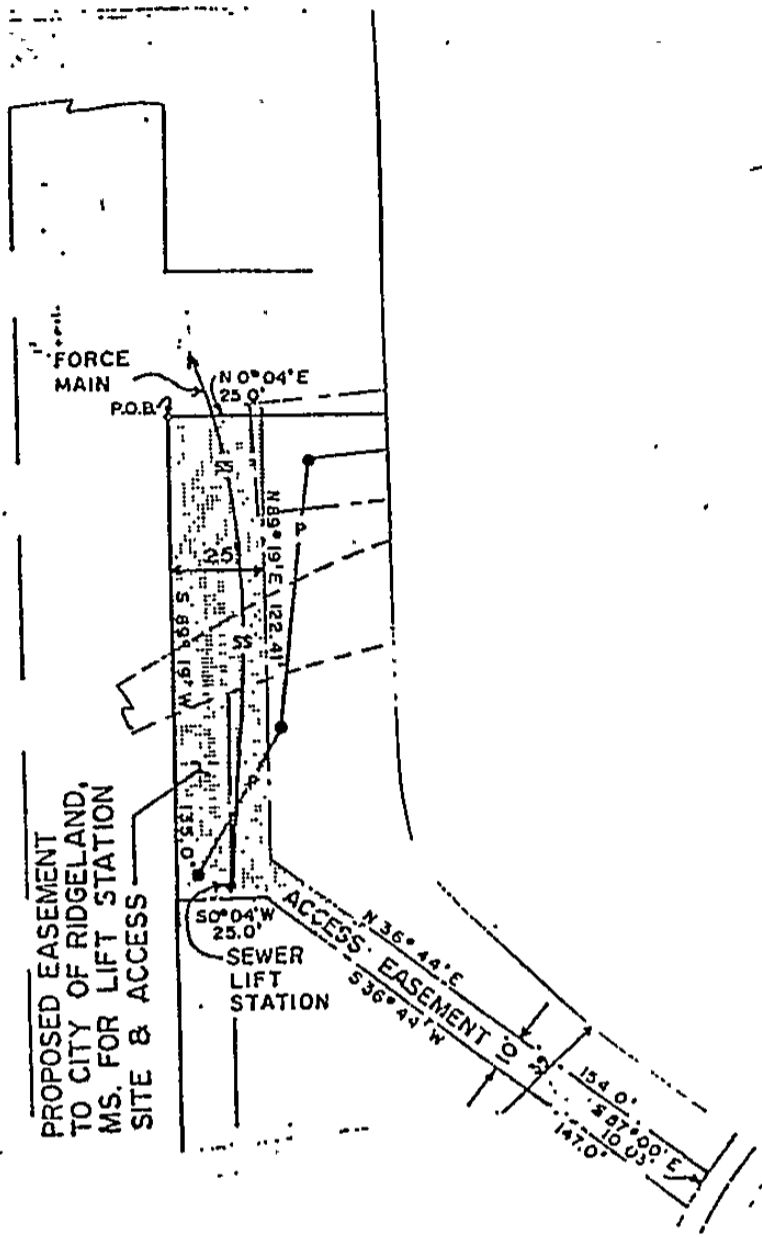 FORCE
MAIN
N 0° 04' E
25.0'
P.O.B.
N 89° 19' E 122.41'
P
25'
S 89° 19' W 135.0'
P
PROPOSED EASEMENT
TO CITY OF RIDGELAND,
MS. FOR LIFT STATION
SITE & ACCESS
S 0° 04' W
25.0'
SEWER
LIFT
STATION
N 36° 44' E
ACCESS EASEMENT
S 36° 44' W
10'
154.0'
S 87° 00' E
10.03'
147.0'